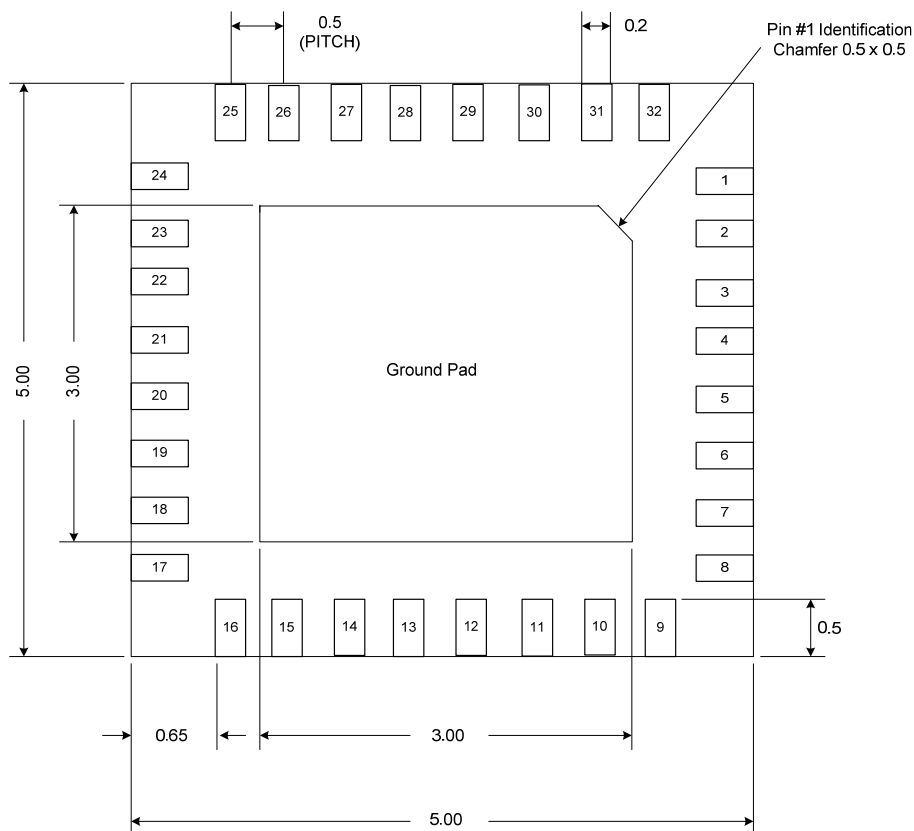 0.5
(PITCH)
0.2
Pin #1 Identification
Chamfer 0.5 x 0.5
25 26 27 28 29 30 31 32
24 1
23 2
22 3
21 4
5.00 3.00 Ground Pad
20 5
19 6
18 7
17 8
16 15 14 13 12 11 10 9
0.5
0.65 3.00
5.00